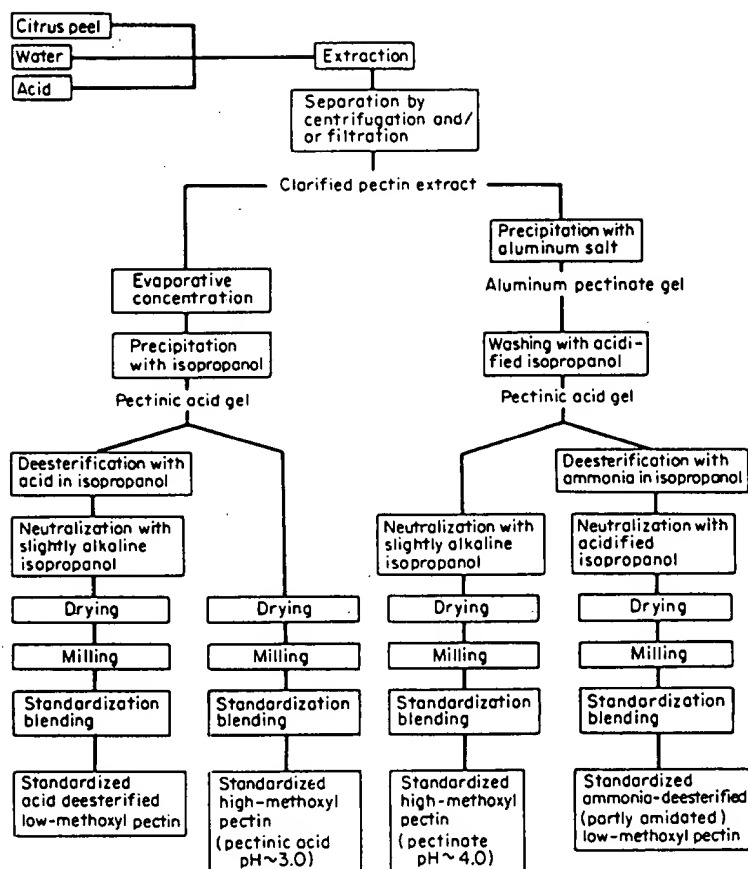 Citrus peel
Water
Acid
Extraction
Separation by
centrifugation and/
or filtration
Clarified pectin extract
Evaporative
concentration
Precipitation
with isopropanol
Pectinic acid gel
Precipitation with
aluminum salt
Aluminum pectinate gel
Washing with acidi-
fied isopropanol
Pectinic acid gel
Deesterification with
acid in isopropanol
Neutralization with
slightly alkaline
isopropanol
Drying
Milling
Standardization
blending
Standardized
acid deesterified
low-methoxyl pectin
Drying
Milling
Standardization
blending
Standardized
high-methoxyl
pectin
(pectinic acid
pH~3.0)
Neutralization with
slightly alkaline
isopropanol
Drying
Milling
Standardization
blending
Standardized
high-methoxyl
pectin
(pectinate
pH~4.0)
Deesterification with
ammonia in isopropanol
Neutralization with
acidified
isopropanol
Drying
Milling
Standardization
blending
Standardized
ammonia-deesterified
(partly amidated)
low-methoxyl pectin